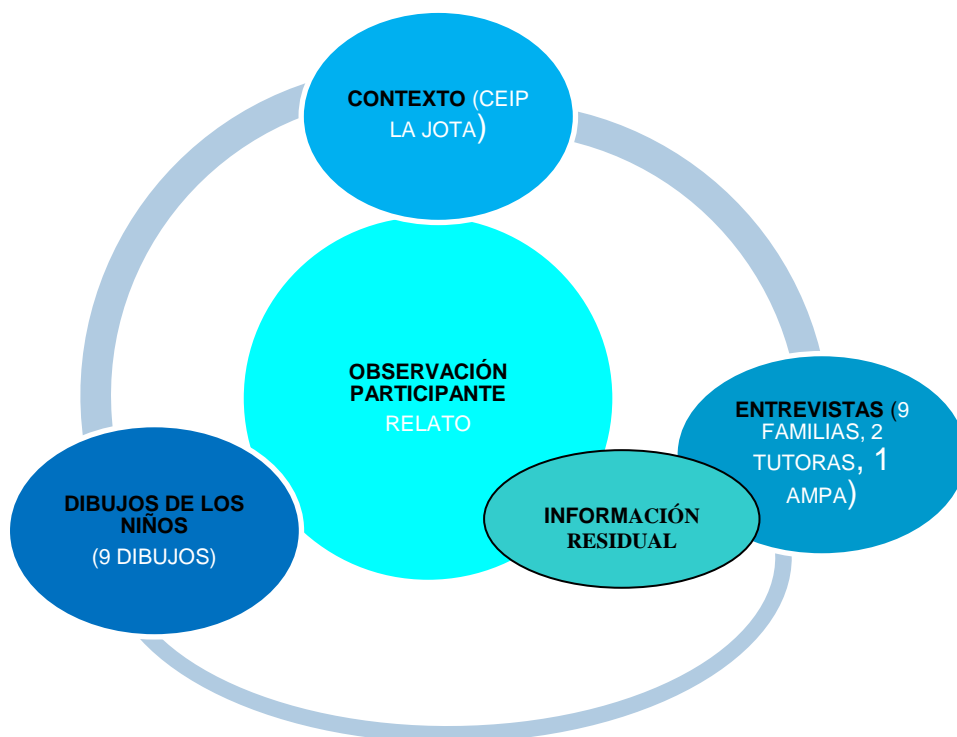 CONTEXTO (CEIP
LA JOTA)
OBSERVACIÓN
PARTICIPANTE
RELATO
ENTREVISTAS (9
FAMILIAS, 2
TUTORAS, 1
AMPA)
DIBUJOS DE LOS
NIÑOS
(9 DIBUJOS)
INFORMACIÓN
RESIDUAL